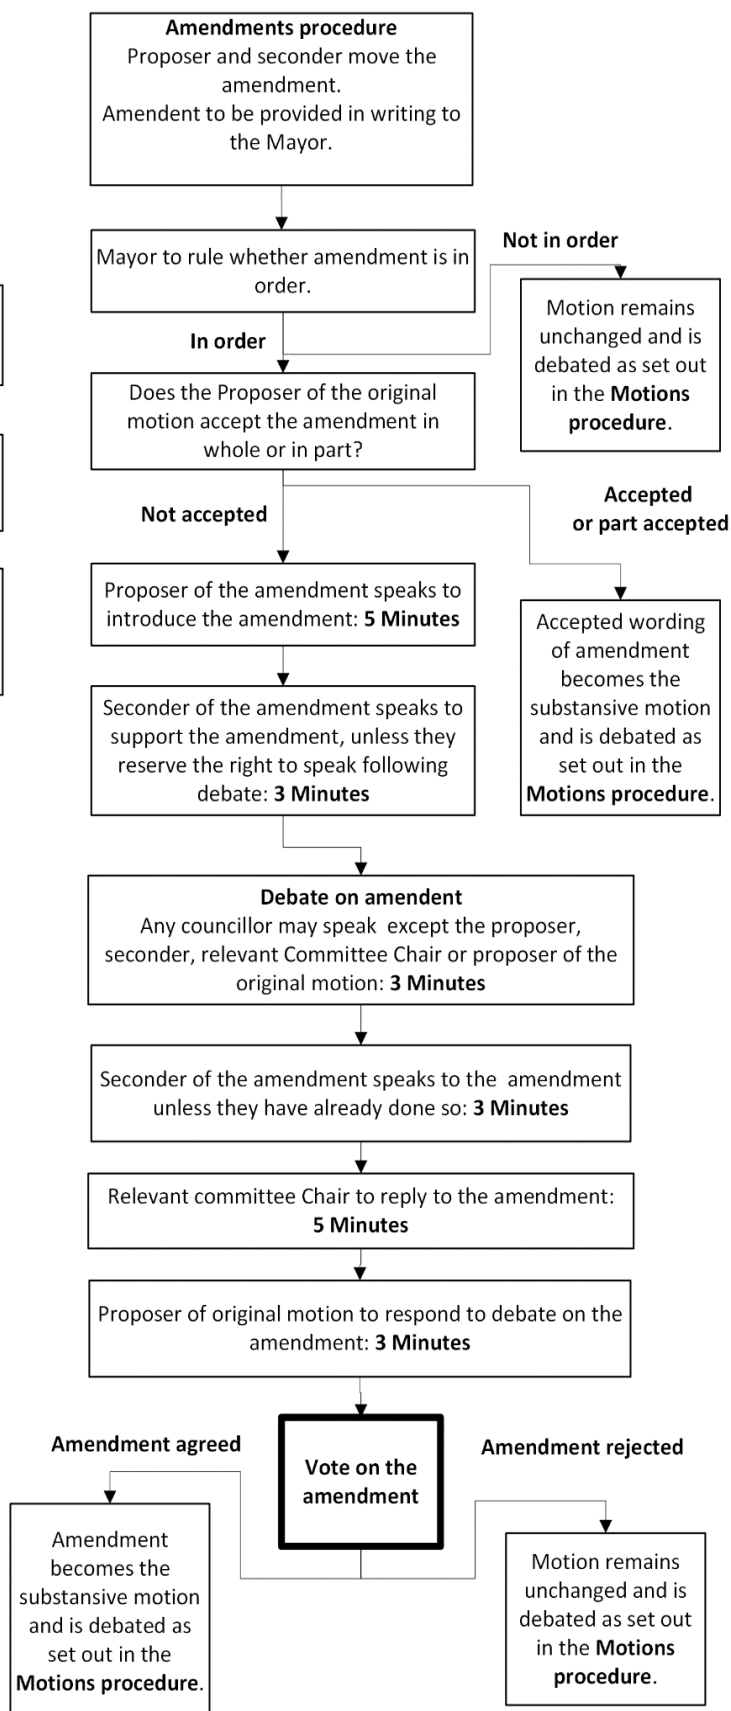 Amendments procedure
Proposer and seconder move the
amendment.
Amendent to be provided in writing to
the Mayor.
Mayor to rule whether amendment is in
order.
Not in order
Motion remains
unchanged and is
debated as set out
in the Motions
procedure.
In order
Does the Proposer of the original
motion accept the amendment in
whole or in part?
Accepted
or part accepted
Not accepted
Proposer of the amendment speaks to
introduce the amendment: 5 Minutes
Accepted wording
of amendment
becomes the
substansive motion
and is debated as
set out in the
Motions procedure.
Seconder of the amendment speaks to
support the amendment, unless they
reserve the right to speak following
debate: 3 Minutes
Debate on amendent
Any councillor may speak except the proposer,
seconder, relevant Committee Chair or proposer of the
original motion: 3 Minutes
Seconder of the amendment speaks to the amendment
unless they have already done so: 3 Minutes
Relevant committee Chair to reply to the amendment:
5 Minutes
Proposer of original motion to respond to debate on the
amendment: 3 Minutes
Vote on the
amendment
Amendment agreed
Amendment
becomes the
substansive motion
and is debated as
set out in the
Motions procedure.
Amendment rejected
Motion remains
unchanged and is
debated as set out
in the Motions
procedure.